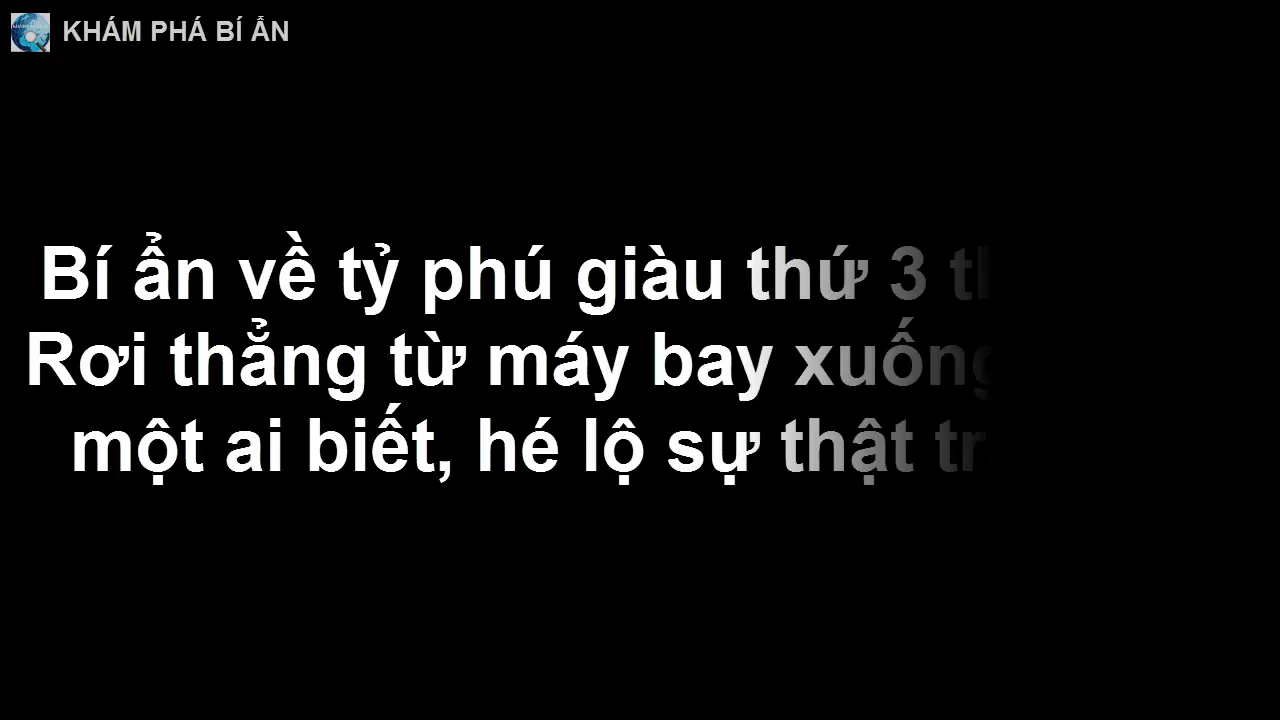 KHÁM PHÁ BÍ ẨN
Bí ẩn về tỷ phú giàu thứ 3
Rơi thẳng từ máy bay xuống
một ai biết, hé lộ sự thật